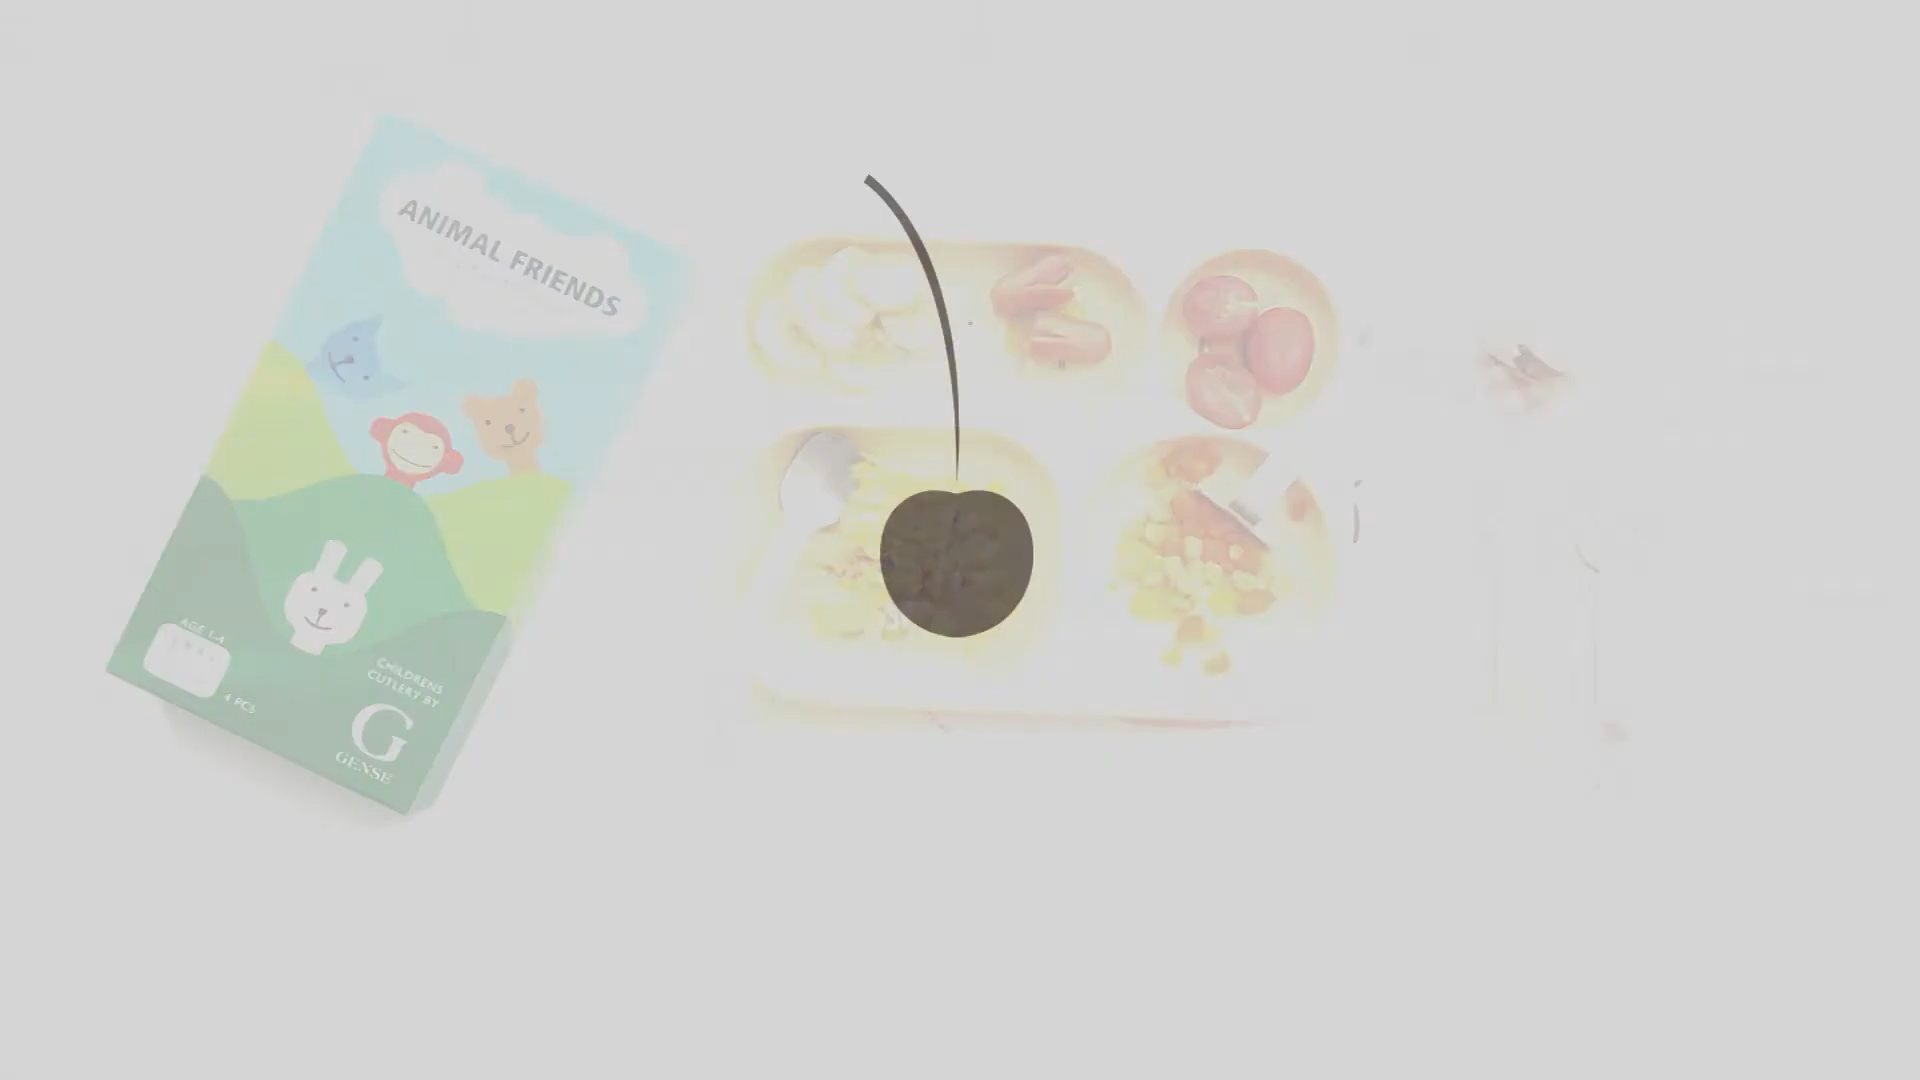 ANIMAL FRIENDS
AGE 1-4
4 PCS
CHILDRENS
CUTLERY BY
G
GENSE